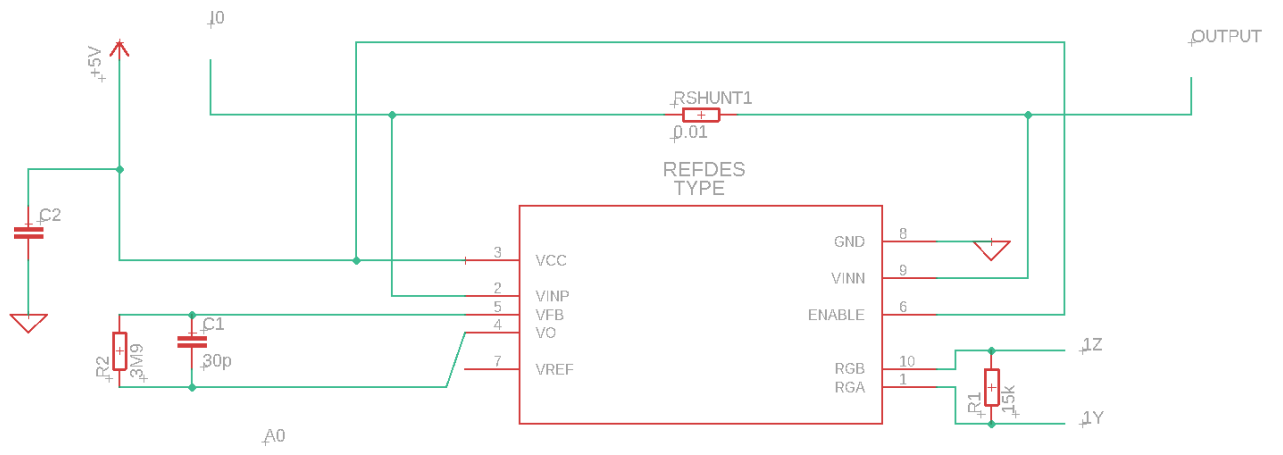 I0
OUTPUT
+5V
RSHUNT1
0.01
REFDES
TYPE
C2
3 VCC
GND 8
2 VINP
VINN 9
5 VFB
ENABLE 6
4 VO
C1
30p
R2
3M9
7 VREF
RGB 10
RGA 1
1Z
R1
15k
1Y
A0